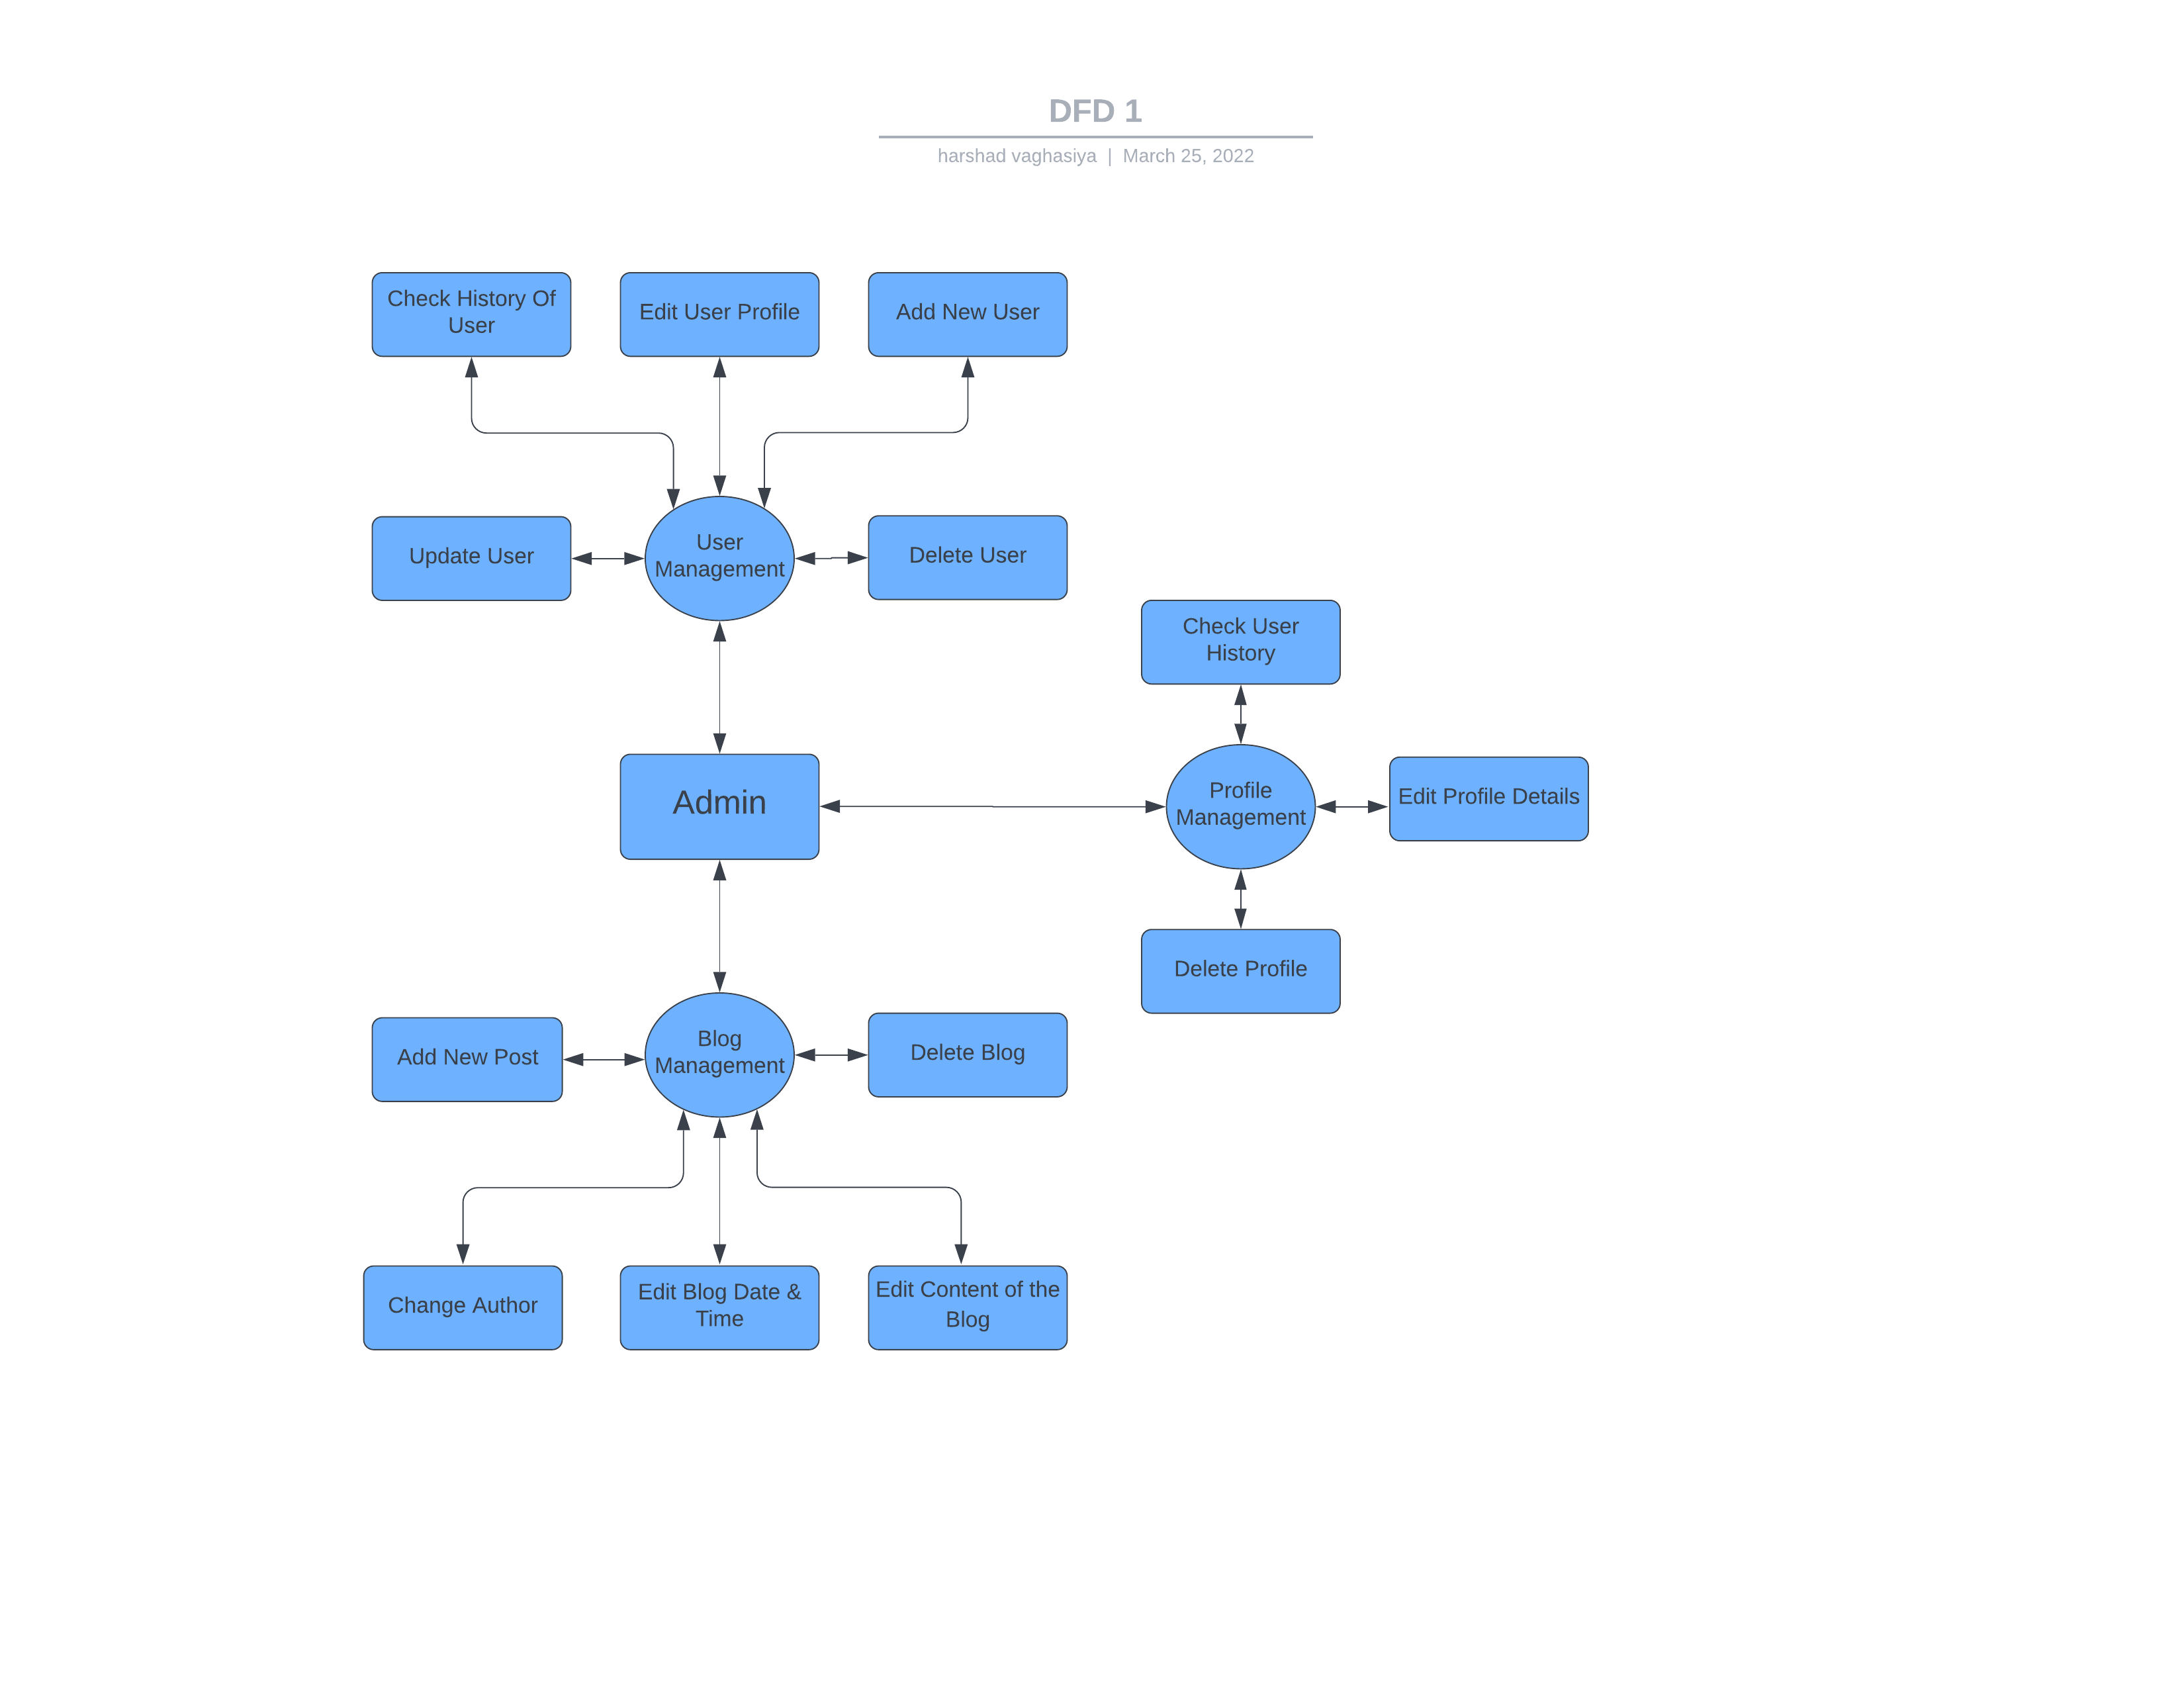 DFD 1
harshad vaghasiya | March 25, 2022
Check History Of
User
Edit User Profile
Add New User
Update User
User
Management
Delete User
Check User
History
Admin
Profile
Management
Edit Profile Details
Delete Profile
Add New Post
Blog
Management
Delete Blog
Change Author
Edit Blog Date &
Time
Edit Content of the
Blog